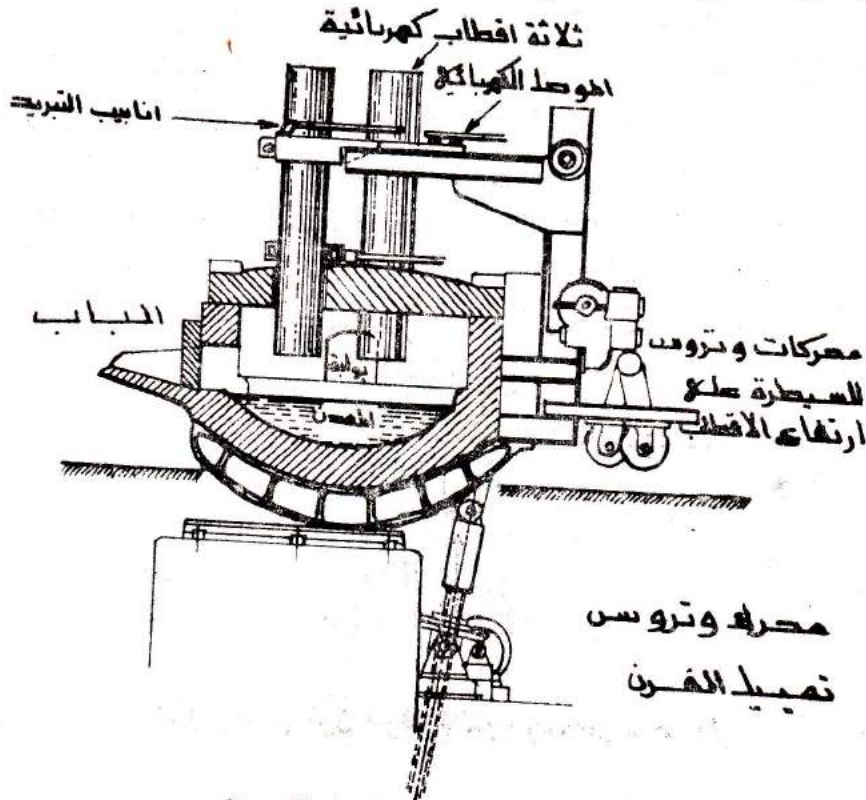 ثلاثة اقطاب كهربائية
الموصل الكهربائي
انابيب التبريد
الباب
بوابة
المعدن
محركات وتروس
للسيطرة على
ارتفاع الاقطاب
محرك وتروس
تمييل الفرن